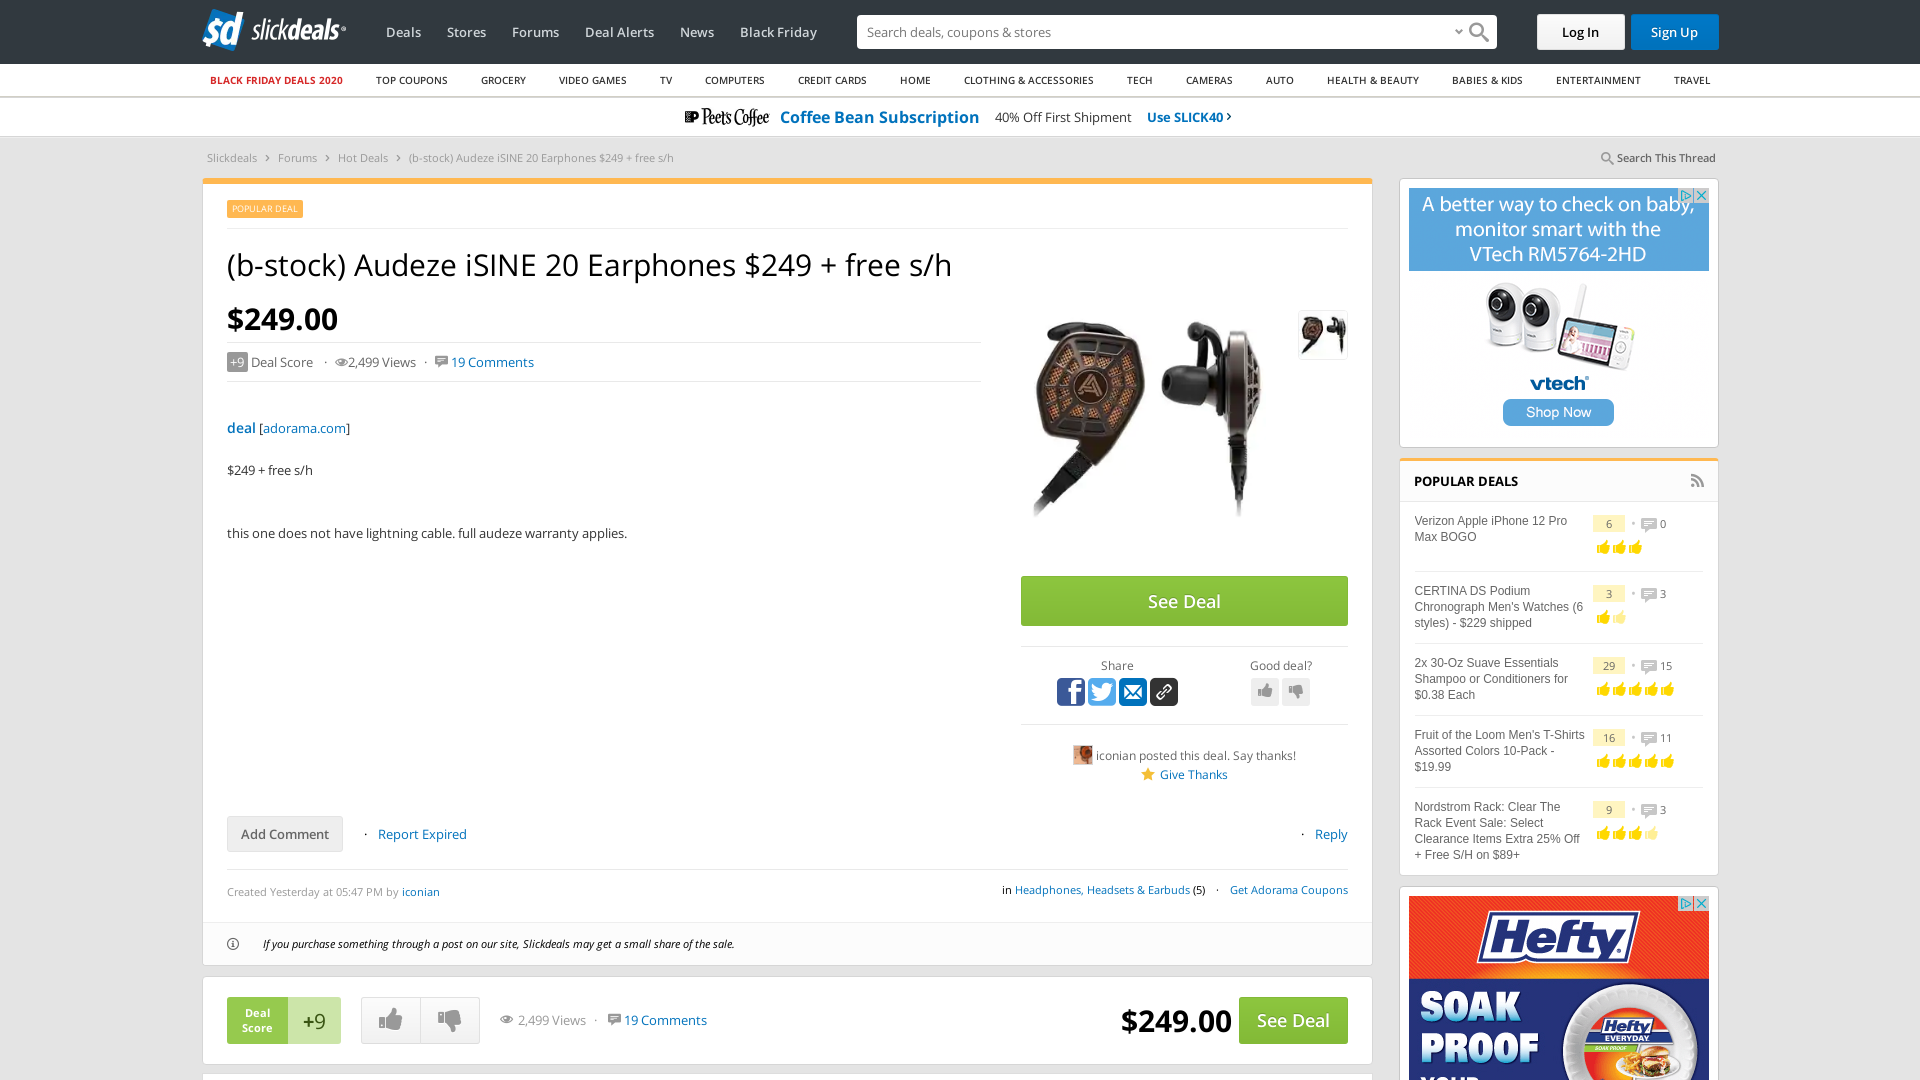 sd slickdeals
Deals Stores Forums Deal Alerts News Black Friday
Search deals, coupons & shopping
Log In
Sign Up
BLACK FRIDAY DEALS 2020 TOP COUPONS GROCERY VIDEO GAMES TV COMPUTERS CREDIT CARDS HOME CLOTHING & ACCESSORIES TECH CAMERAS AUTO HEALTH & BEAUTY BABIES & KIDS ENTERTAINMENT TRAVEL
Peet's Coffee Coffee Bean Subscription 40% Off First Shipment Use SLICK40 ›
Slickdeals › Forums › Hot Deals › (b-stock) Audeze iSINE 20 Earphones $249 + free s/h
Search This Thread
POPULAR DEAL
(b-stock) Audeze iSINE 20 Earphones $249 + free s/h
$249.00
+9 Deal Score · 2,499 Views · 19 Comments
deal [adorama.com]
$249 + free s/h
this one does not have lightning cable. full audeze warranty applies.
See Deal
Share
Good deal?
iconian posted this deal. Say thanks!
Give Thanks
Add Comment · Report Expired
· Reply
Created Yesterday at 05:47 PM by iconian
in Headphones, Headsets & Earbuds (5) · Get Adorama Coupons
If you purchase something through a post on our site, Slickdeals may get a small share of the sale.
Deal
Score
+9
2,499 Views · 19 Comments
$249.00
See Deal
A better way to check on baby,
monitor smart with the
VTech RM5764-2HD
vtech
Shop Now
POPULAR DEALS
Verizon Apple iPhone 12 Pro
Max BOGO
6 • 0
CERTINA DS Podium
Chronograph Men's Watches (6
styles) - $229 shipped
3 • 3
2x 30-Oz Suave Essentials
Shampoo or Conditioners for
$0.38 Each
29 • 15
Fruit of the Loom Men's T-Shirts
Assorted Colors 10-Pack -
$19.99
16 • 11
Nordstrom Rack: Clear The
Rack Event Sale: Select
Clearance Items Extra 25% Off
+ Free S/H on $89+
9 • 3
Hefty
SOAK
PROOF
YOUR
Hefty
EVERYDAY
SOAK PROOF